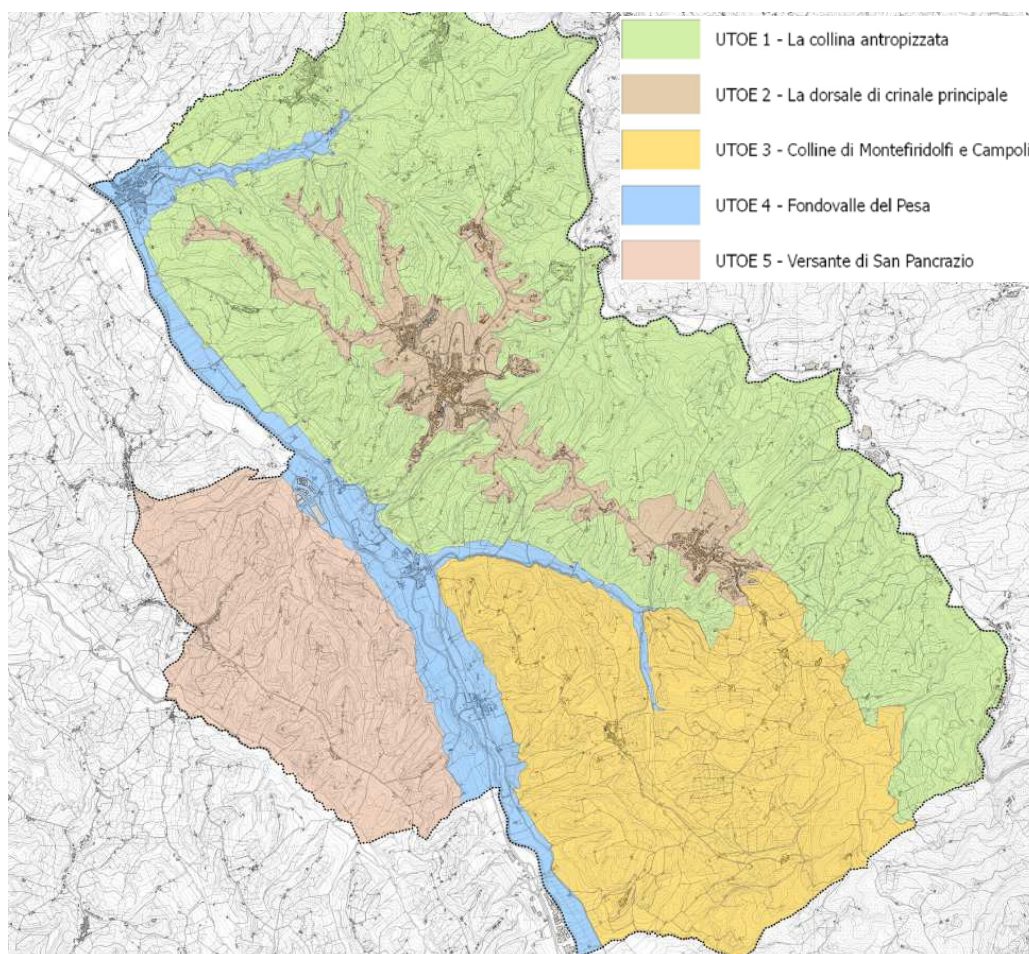 UTOE 1 - La collina antropizzata
UTOE 2 - La dorsale di crinale principale
UTOE 3 - Colline di Montefiridolfi e Campoli
UTOE 4 - Fondovalle del Pesa
UTOE 5 - Versante di San Pancrazio